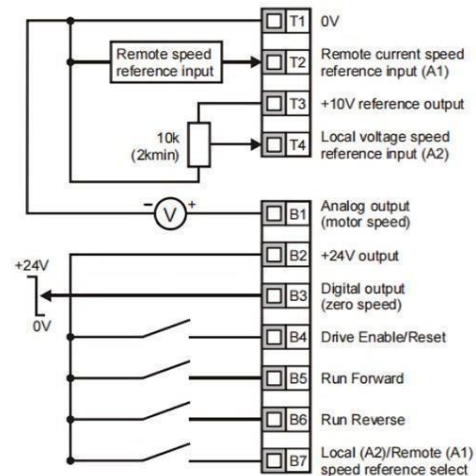 T1 0V
Remote speed
reference input
T2 Remote current speed
reference input (A1)
T3 +10V reference output
10k
(2kmin)
T4 Local voltage speed
reference input (A2)
− V +
B1 Analog output
(motor speed)
B2 +24V output
+24V
0V
B3 Digital output
(zero speed)
B4 Drive Enable/Reset
B5 Run Forward
B6 Run Reverse
B7 Local (A2)/Remote (A1)
speed reference select